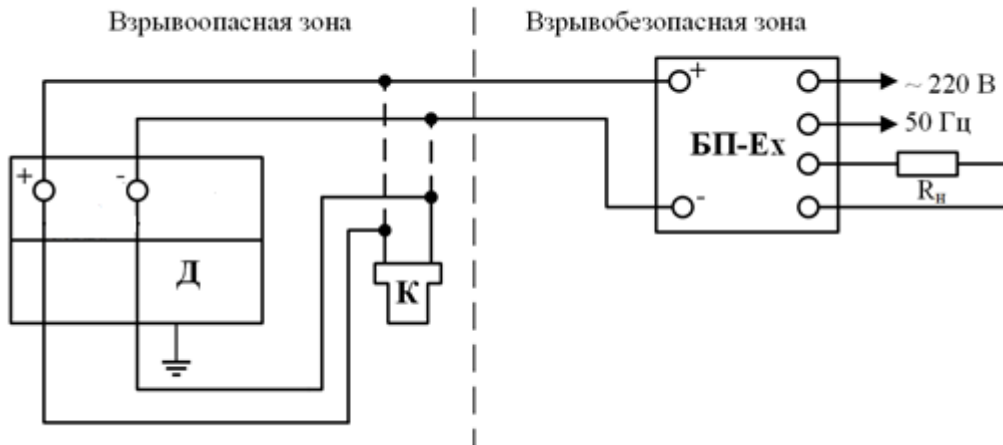 Взрывоопасная зона
Взрывобезопасная зона
+
~ 220 В
БП-Ex
50 Гц
+ -
-
Rн
Д
К